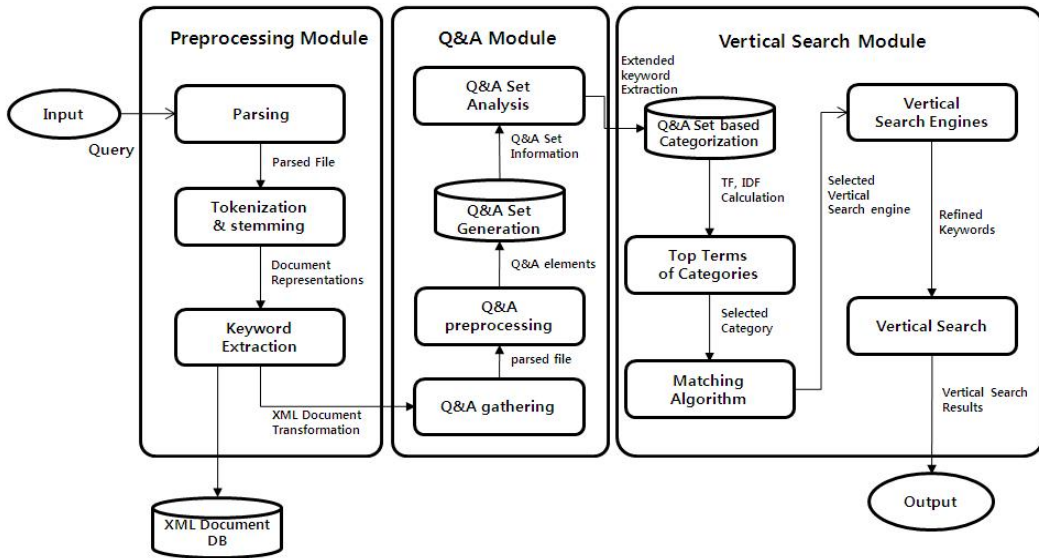 Preprocessing Module
Input
Query
Parsing
Parsed File
Tokenization
& stemming
Document
Representations
Keyword
Extraction
XML Document
Transformation
XML Document
DB
Q&A Module
Q&A Set
Analysis
Q&A Set
Information
Q&A Set
Generation
Q&A elements
Q&A
preprocessing
parsed file
Q&A gathering
Vertical Search Module
Extended
keyword
Extraction
Q&A Set based
Categorization
TF, IDF
Calculation
Top Terms
of Categories
Selected
Category
Matching
Algorithm
Selected
Vertical
Search engine
Vertical
Search Engines
Refined
Keywords
Vertical Search
Vertical Search
Results
Output